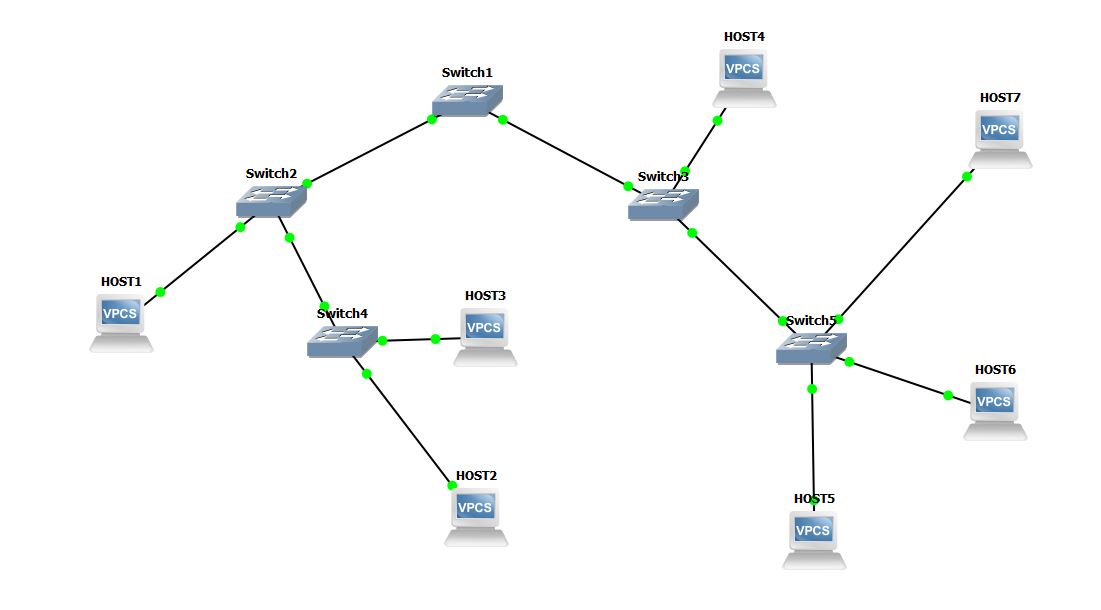 HOST4
VPCS
Switch1
HOST7
VPCS
Switch2
Switch3
HOST1
VPCS
HOST3
VPCS
Switch4
Switch5
HOST6
VPCS
HOST2
VPCS
HOST5
VPCS